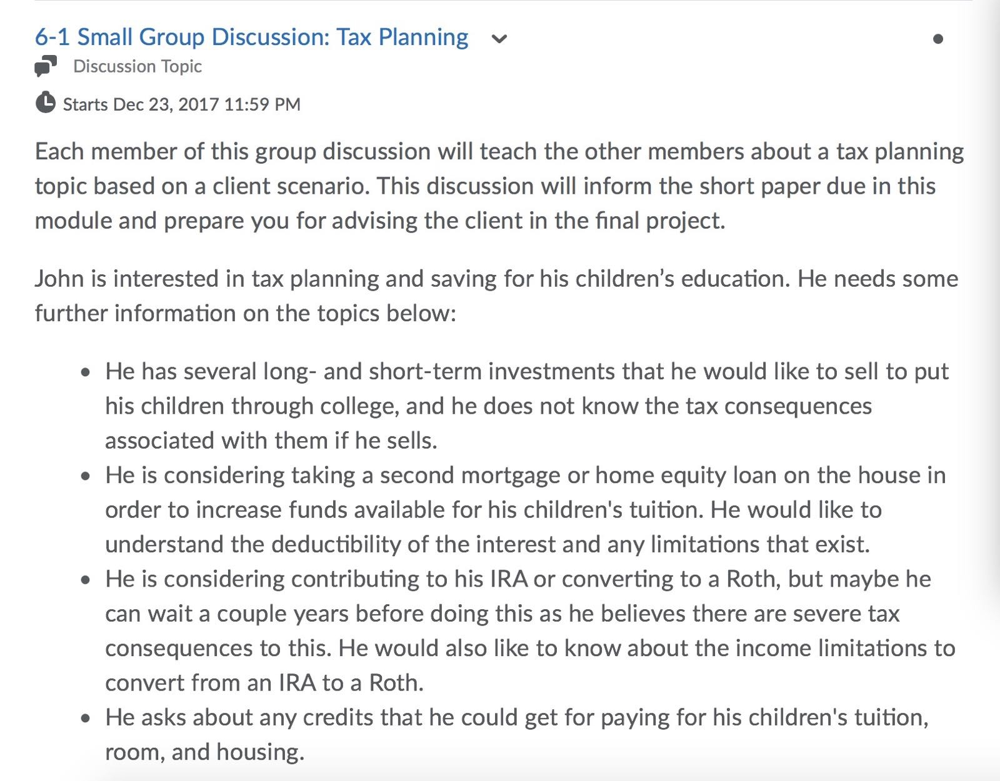 6-1 Small Group Discussion: Tax Planning
Discussion Topic
Starts Dec 23, 2017 11:59 PM
Each member of this group discussion will teach the other members about a tax planning
topic based on a client scenario. This discussion will inform the short paper due in this
module and prepare you for advising the client in the final project.
John is interested in tax planning and saving for his children’s education. He needs some
further information on the topics below:
• He has several long- and short-term investments that he would like to sell to put
his children through college, and he does not know the tax consequences
associated with them if he sells.
• He is considering taking a second mortgage or home equity loan on the house in
order to increase funds available for his children's tuition. He would like to
understand the deductibility of the interest and any limitations that exist.
• He is considering contributing to his IRA or converting to a Roth, but maybe he
can wait a couple years before doing this as he believes there are severe tax
consequences to this. He would also like to know about the income limitations to
convert from an IRA to a Roth.
• He asks about any credits that he could get for paying for his children's tuition,
room, and housing.